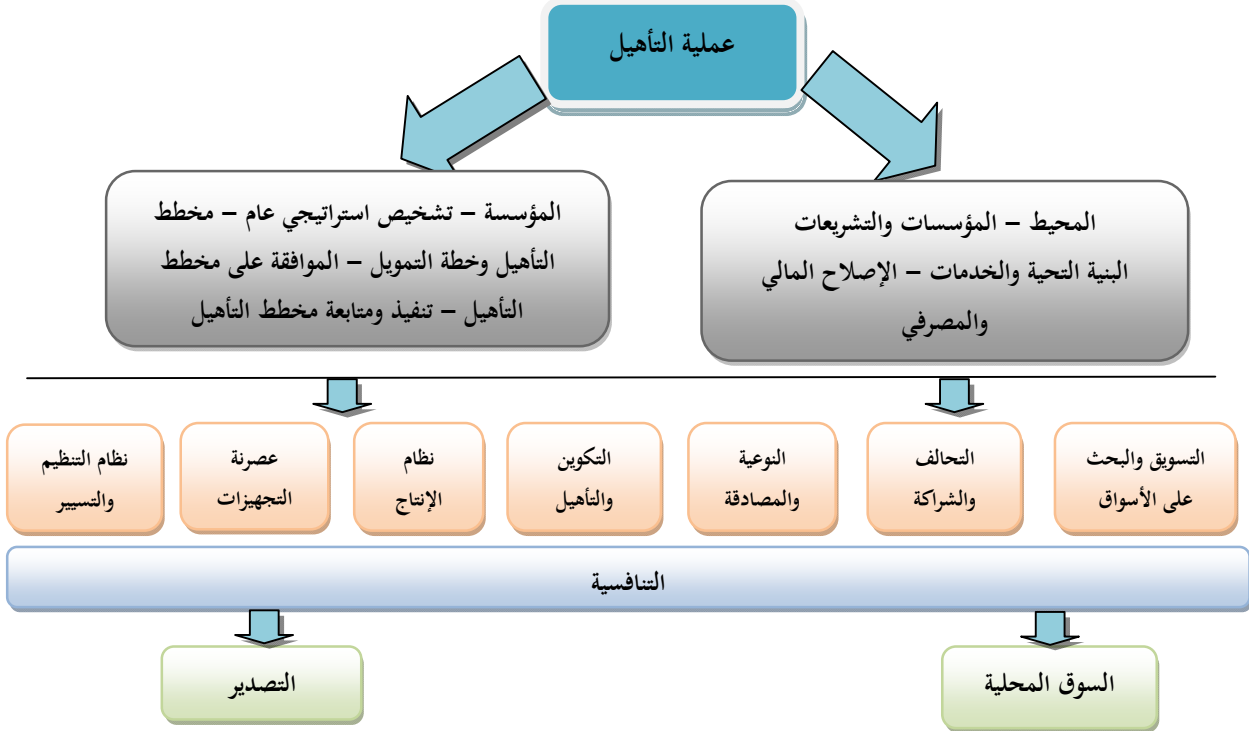 عملية التأهيل
المحيط – المؤسسات والتشريعات
البنية التحية والخدمات – الإصلاح المالي
والمصرفي
المؤسسة – تشخيص استراتيجي عام – مخطط
التأهيل وخطة التمويل – الموافقة على مخطط
التأهيل – تنفيذ ومتابعة مخطط التأهيل
التسويق والبحث
على الأسواق
التحالف
والشراكة
النوعية
والمصادقة
التكوين
والتأهيل
نظام
الإنتاج
عصرنة
التجهيزات
نظام التنظيم
والتسيير
التنافسية
السوق المحلية
التصدير